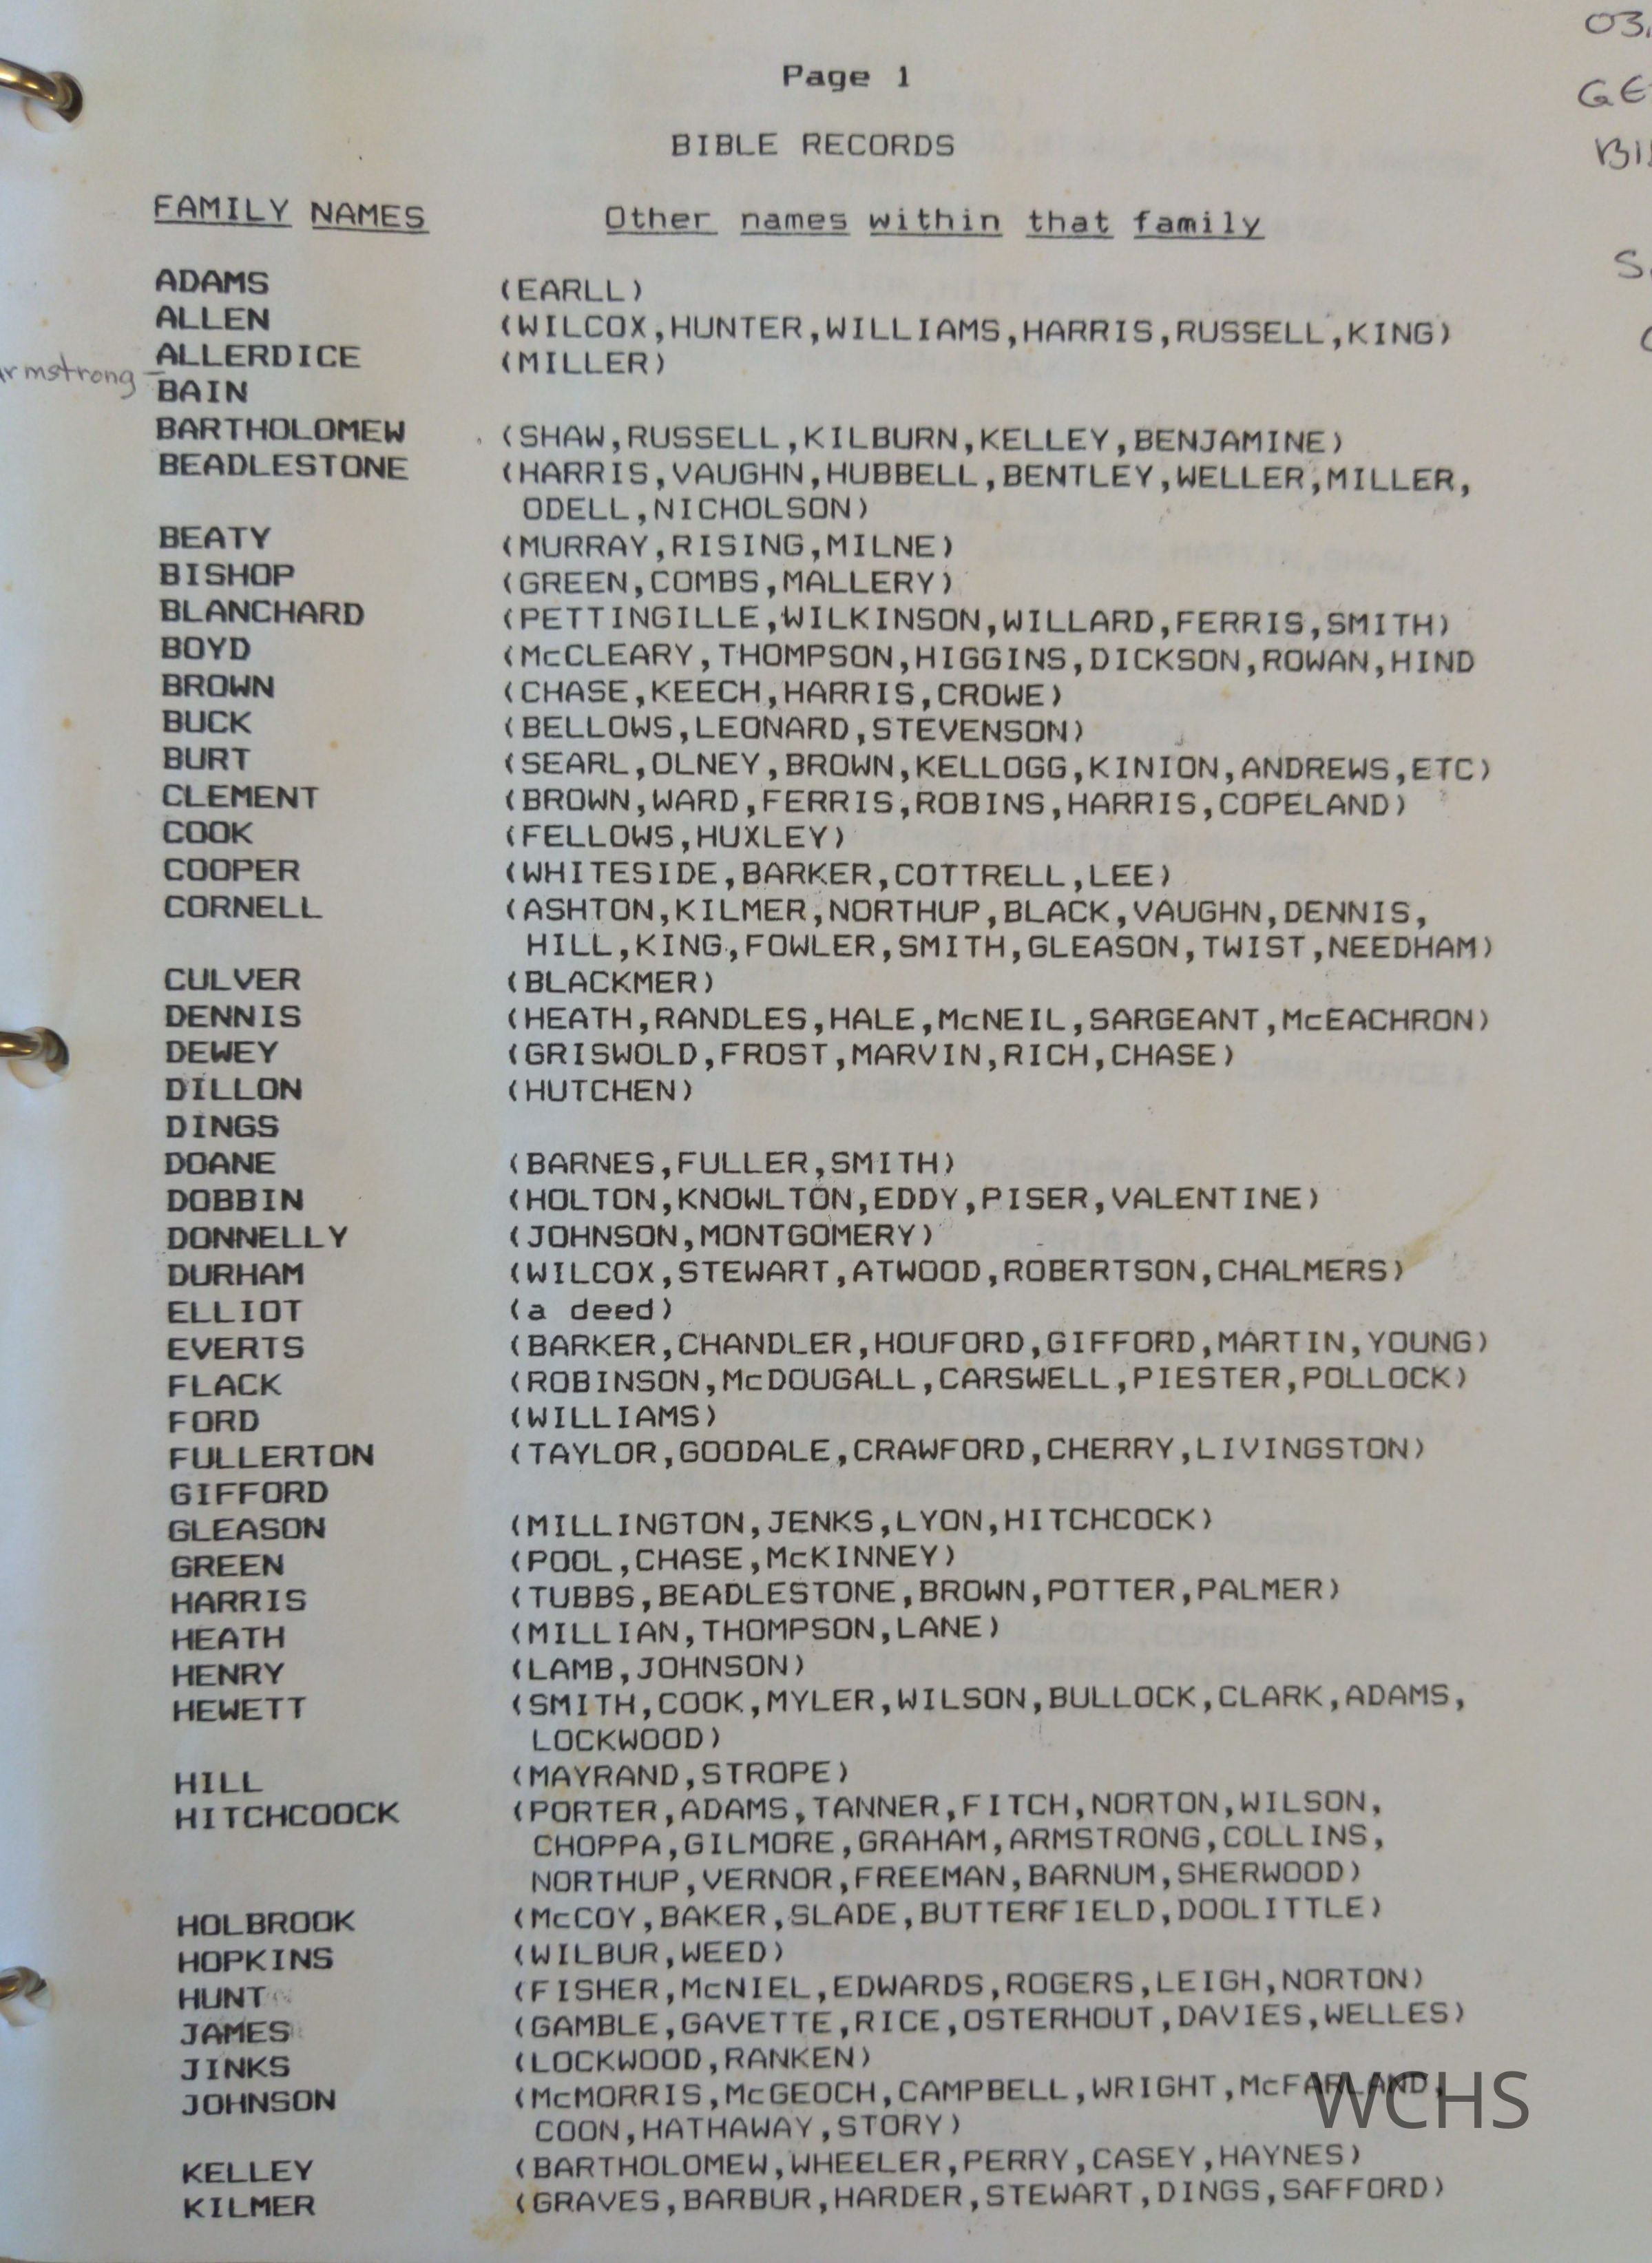 03.
Page 1
GE
BIBLE RECORDS
BI
FAMILY NAMES Other names within that family
ADAMS (EARLL)
ALLEN (WILCOX,HUNTER,WILLIAMS,HARRIS,RUSSELL,KING)
ALLERDICE (MILLER)
rmstrong - BAIN
BARTHOLOMEW (SHAW,RUSSELL,KILBURN,KELLEY,BENJAMINE)
BEADLESTONE (HARRIS,VAUGHN,HUBBELL,BENTLEY,WELLER,MILLER,
ODELL,NICHOLSON)
BEATY (MURRAY,RISING,MILNE)
BISHOP (GREEN,COMBS,MALLERY)
BLANCHARD (PETTINGILLE,WILKINSON,WILLARD,FERRIS,SMITH)
BOYD (McCLEARY,THOMPSON,HIGGINS,DICKSON,ROWAN,HIND
BROWN (CHASE,KEECH,HARRIS,CROWE)
BUCK (BELLOWS,LEONARD,STEVENSON)
BURT (SEARL,OLNEY,BROWN,KELLOGG,KINION,ANDREWS,ETC)
CLEMENT (BROWN,WARD,FERRIS,ROBINS,HARRIS,COPELAND)
COOK (FELLOWS,HUXLEY)
COOPER (WHITESIDE,BARKER,COTTRELL,LEE)
CORNELL (ASHTON,KILMER,NORTHUP,BLACK,VAUGHN,DENNIS,
HILL,KING,FOWLER,SMITH,GLEASON,TWIST,NEEDHAM)
CULVER (BLACKMER)
DENNIS (HEATH,RANDLES,HALE,McNEIL,SARGEANT,McEACHRON)
DEWEY (GRISWOLD,FROST,MARVIN,RICH,CHASE)
DILLON (HUTCHEN)
DINGS
DOANE (BARNES,FULLER,SMITH)
DOBBIN (HOLTON,KNOWLTON,EDDY,PISER,VALENTINE)
DONNELLY (JOHNSON,MONTGOMERY)
DURHAM (WILCOX,STEWART,ATWOOD,ROBERTSON,CHALMERS)
ELLIOT (a deed)
EVERTS (BARKER,CHANDLER,HOUFORD,GIFFORD,MARTIN,YOUNG)
FLACK (ROBINSON,McDOUGALL,CARSWELL,PIESTER,POLLOCK)
FORD (WILLIAMS)
FULLERTON (TAYLOR,GOODALE,CRAWFORD,CHERRY,LIVINGSTON)
GIFFORD
GLEASON (MILLINGTON,JENKS,LYON,HITCHCOCK)
GREEN (POOL,CHASE,McKINNEY)
HARRIS (TUBBS,BEADLESTONE,BROWN,POTTER,PALMER)
HEATH (MILLIAN,THOMPSON,LANE)
HENRY (LAMB,JOHNSON)
HEWETT (SMITH,COOK,MYLER,WILSON,BULLOCK,CLARK,ADAMS,
LOCKWOOD)
HILL (MAYRAND,STROPE)
HITCHCOOCK (PORTER,ADAMS,TANNER,FITCH,NORTON,WILSON,
CHOPPA,GILMORE,GRAHAM,ARMSTRONG,COLLINS,
NORTHUP,VERNOR,FREEMAN,BARNUM,SHERWOOD)
HOLBROOK (McCOY,BAKER,SLADE,BUTTERFIELD,DOOLITTLE)
HOPKINS (WILBUR,WEED)
HUNT (FISHER,McNIEL,EDWARDS,ROGERS,LEIGH,NORTON)
JAMES (GAMBLE,GAVETTE,RICE,OSTERHOUT,DAVIES,WELLES)
JINKS (LOCKWOOD,RANKEN)
JOHNSON (McMORRIS,McGEOCH,CAMPBELL,WRIGHT,McFARLAND,
COON,HATHAWAY,STORY)
WCHS
KELLEY (BARTHOLOMEW,WHEELER,PERRY,CASEY,HAYNES)
KILMER (GRAVES,BARBUR,HARDER,STEWART,DINGS,SAFFORD)